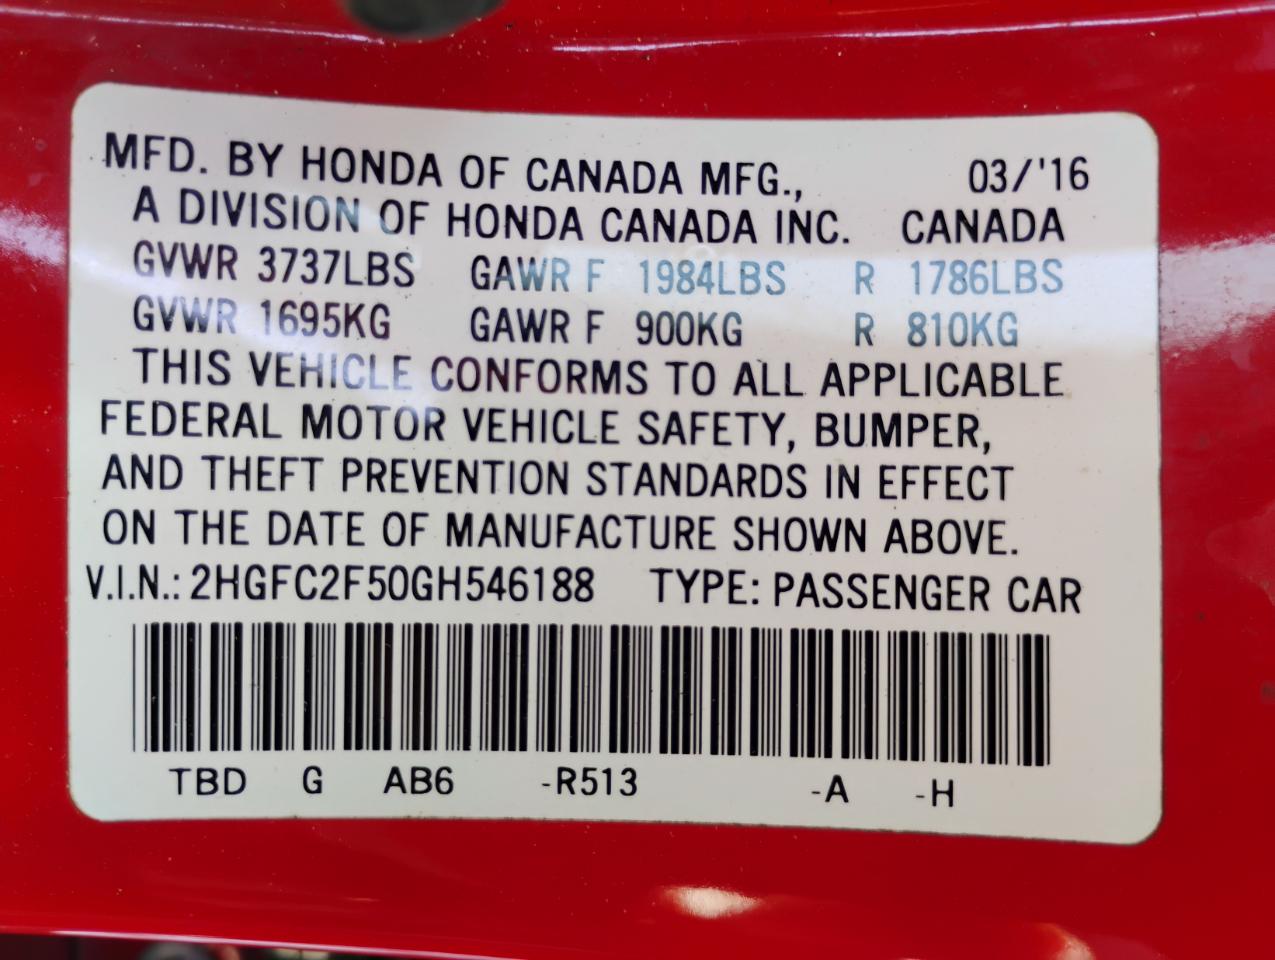 MFD. BY HONDA OF CANADA MFG., 03/'16
A DIVISION OF HONDA CANADA INC. CANADA
GVWR 3737LBS GAWR F 1984LBS R 1786LBS
GVWR 1695KG GAWR F 900KG R 810KG
THIS VEHICLE CONFORMS TO ALL APPLICABLE
FEDERAL MOTOR VEHICLE SAFETY, BUMPER,
AND THEFT PREVENTION STANDARDS IN EFFECT
ON THE DATE OF MANUFACTURE SHOWN ABOVE.
V.I.N.: 2HGFC2F50GH546188 TYPE: PASSENGER CAR
TBD G AB6 -R513 -A -H